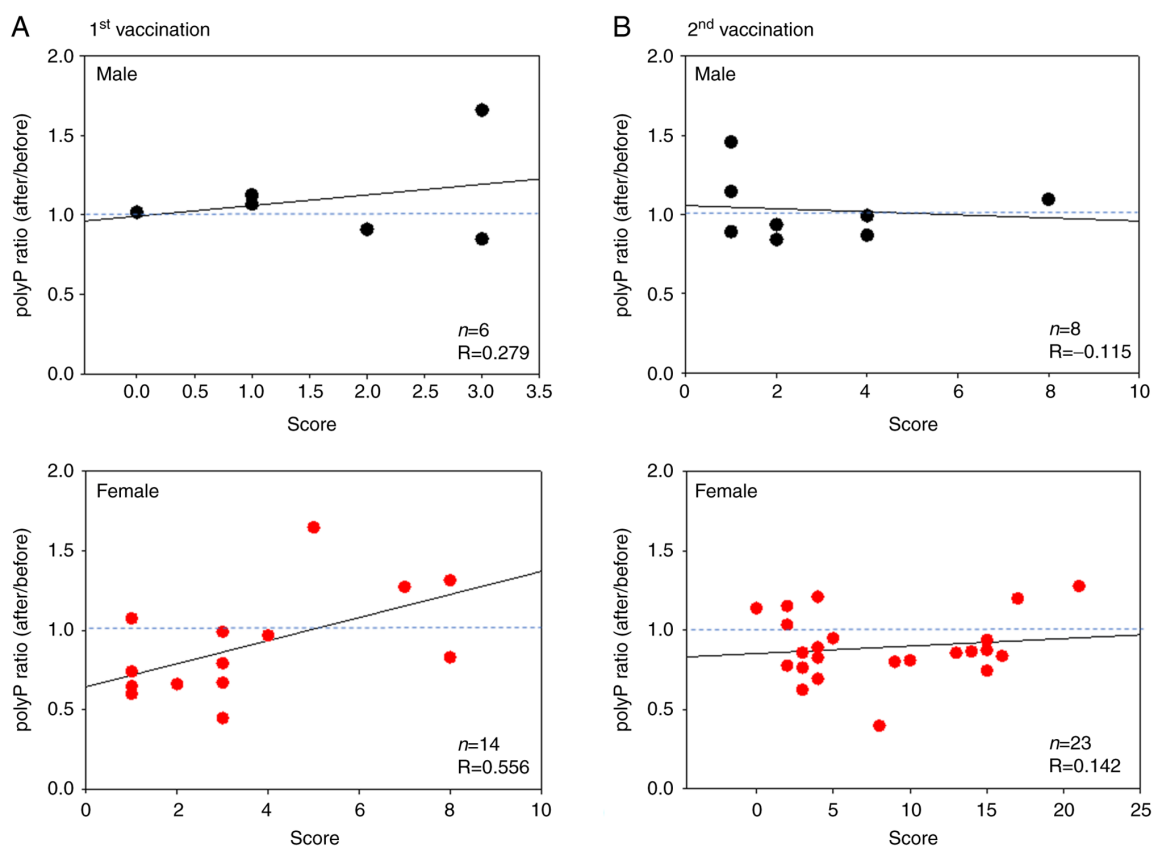 A 1st vaccination
Male
polyP ratio (after/before)
2.0
1.5
1.0
0.5
0.0
n=6
R=0.279
0.0 0.5 1.0 1.5 2.0 2.5 3.0 3.5
Score
B 2nd vaccination
Male
polyP ratio (after/before)
2.0
1.5
1.0
0.5
0.0
n=8
R=−0.115
0 2 4 6 8 10
Score
Female
polyP ratio (after/before)
2.0
1.5
1.0
0.5
0.0
n=14
R=0.556
0 2 4 6 8 10
Score
Female
polyP ratio (after/before)
2.0
1.5
1.0
0.5
0.0
n=23
R=0.142
0 5 10 15 20 25
Score